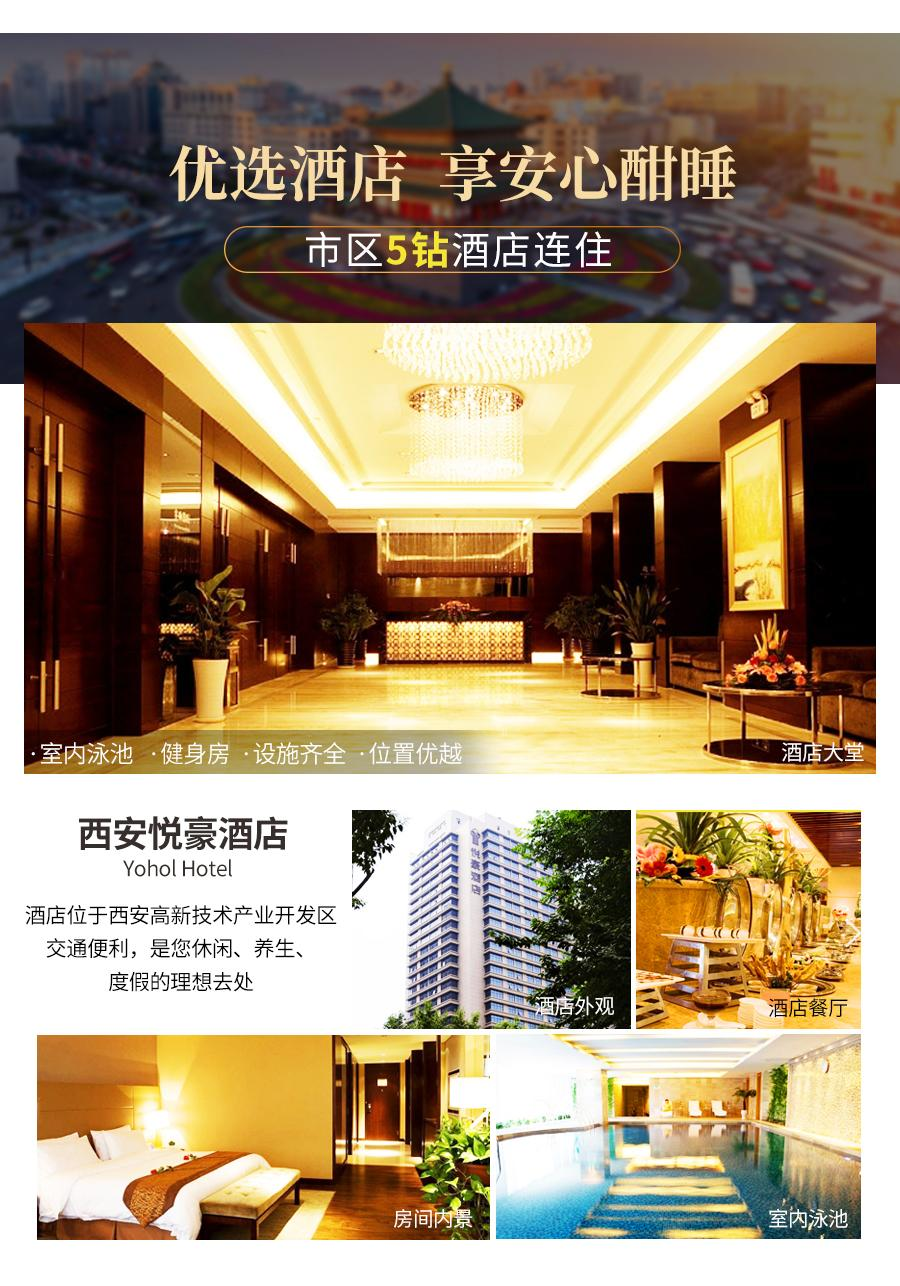 优选酒店 享安心酣睡
市区5钻酒店连住
·室内泳池 ·健身房 ·设施齐全 ·位置优越
酒店大堂
西安悦豪酒店
Yohol Hotel
酒店位于西安高新技术产业开发区
交通便利，是您休闲、养生、
度假的理想去处
悦豪酒店
酒店外观
酒店餐厅
房间内景
室内泳池